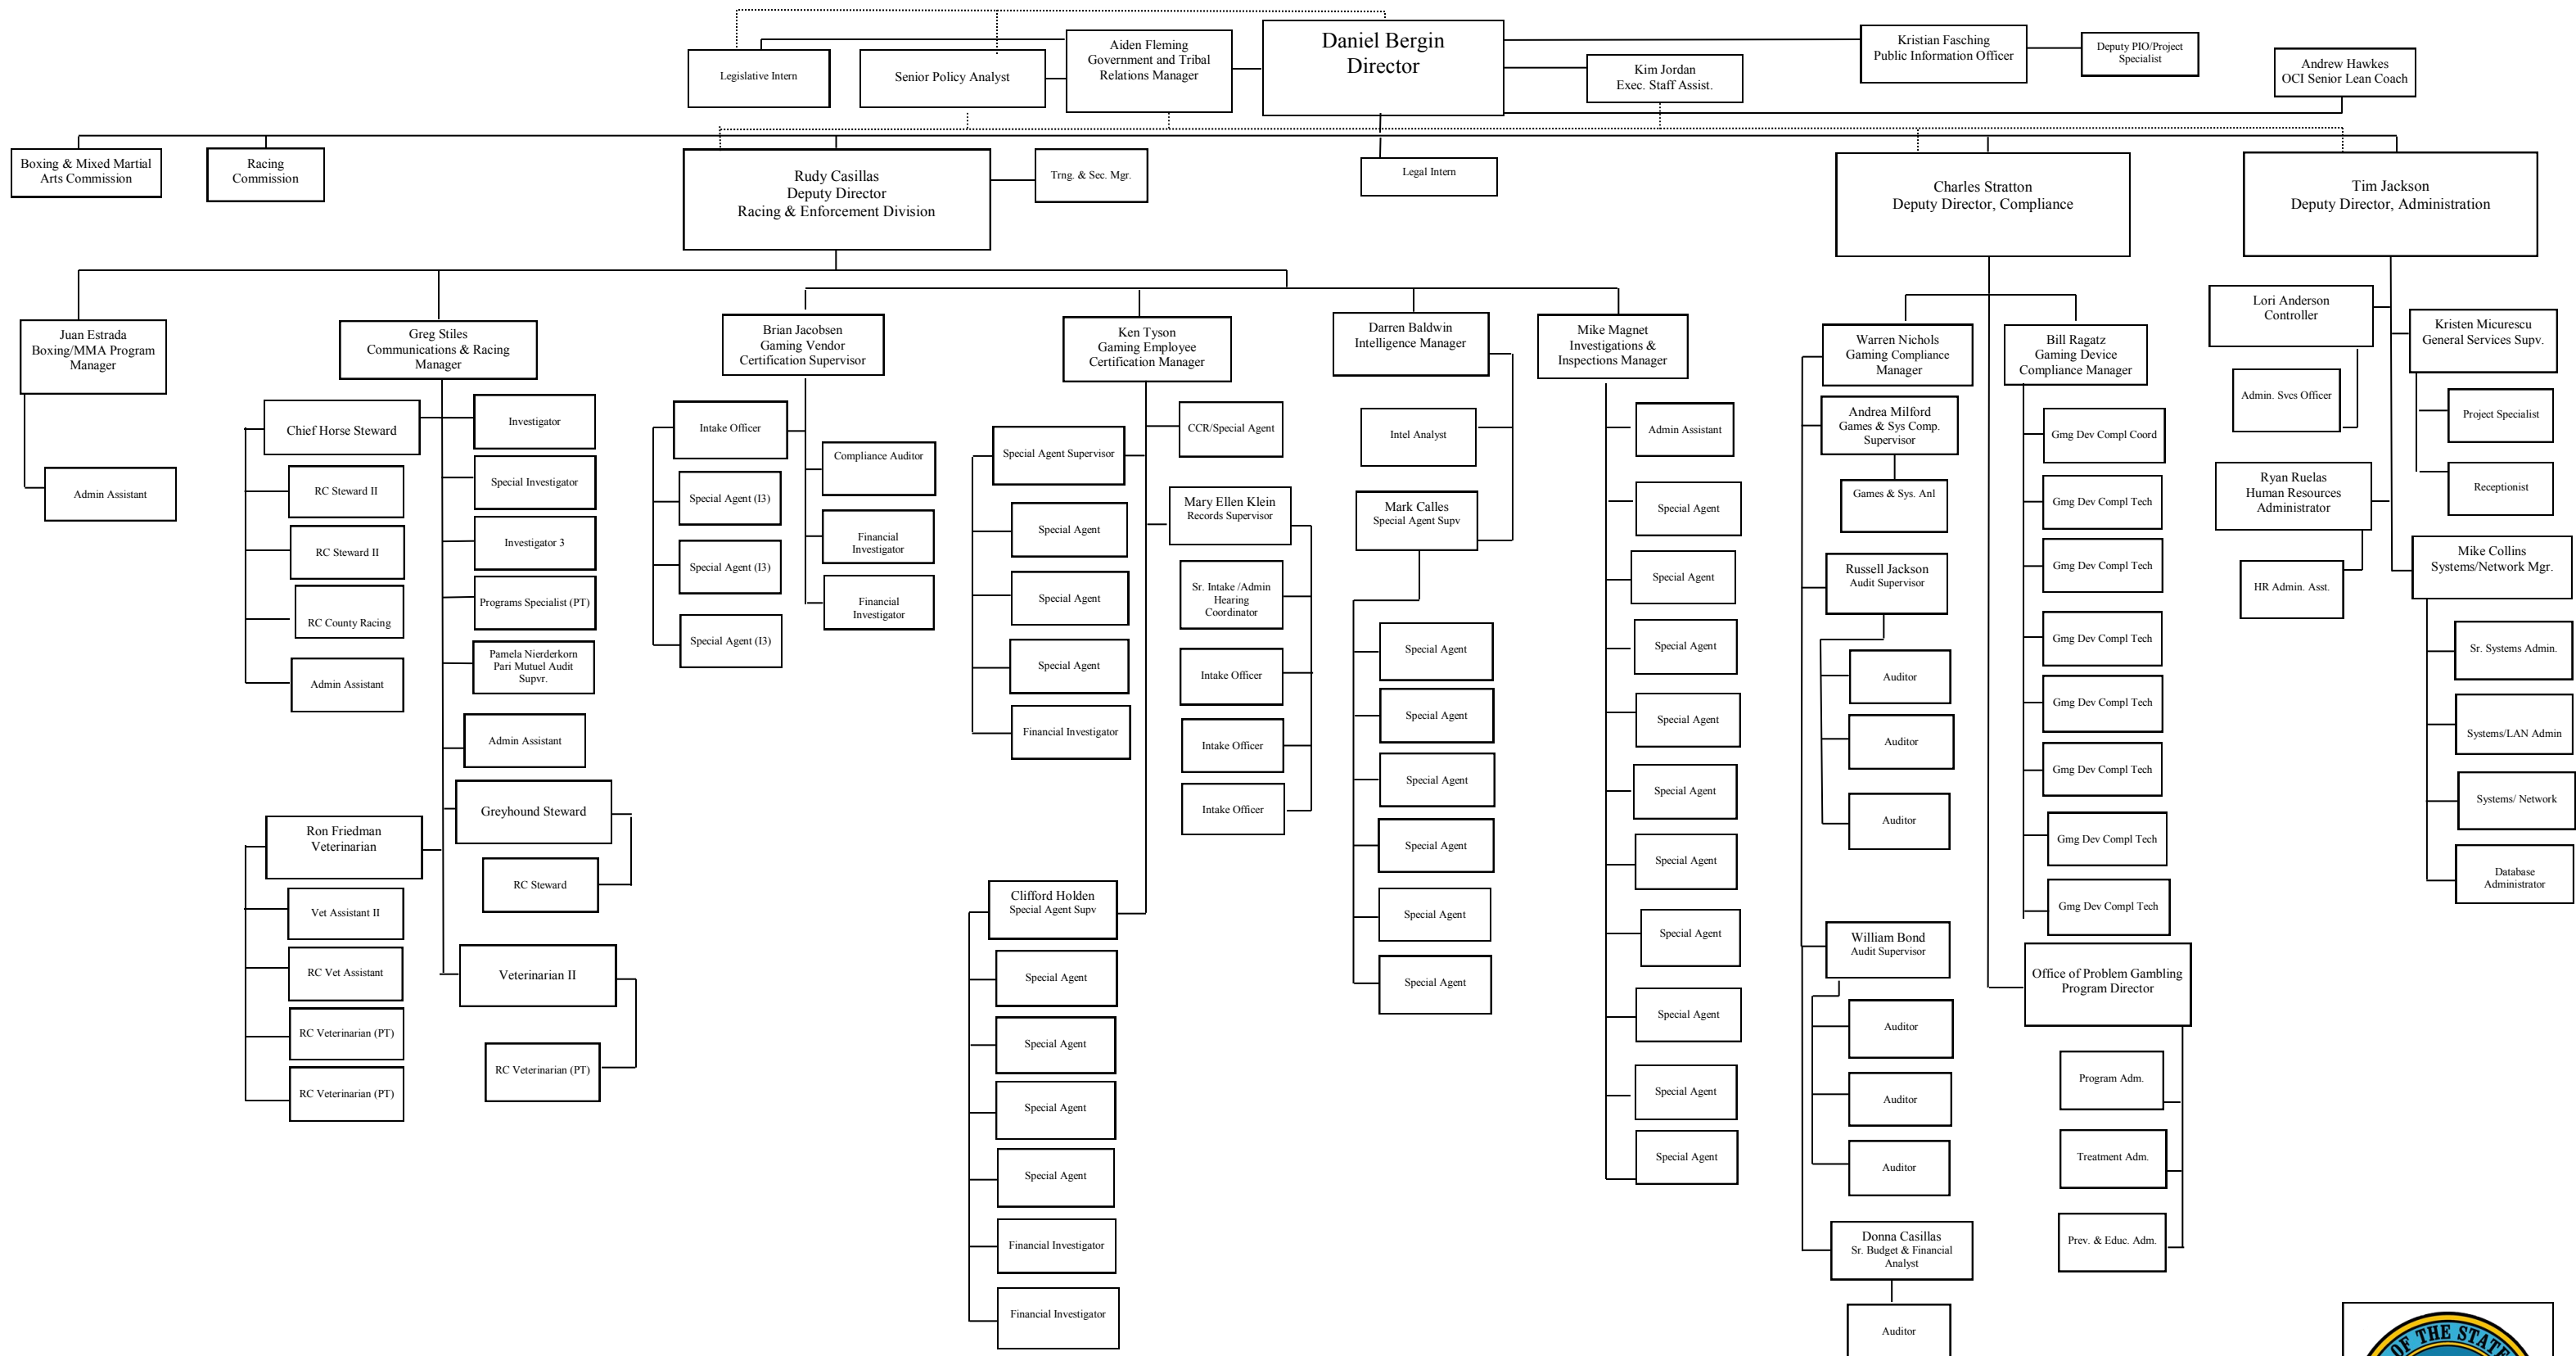 Daniel Bergin
Director
Aiden Fleming
Government and Tribal
Relations Manager
Legislative Intern
Senior Policy Analyst
Kim Jordan
Exec. Staff Assist.
Kristian Fasching
Public Information Officer
Deputy PIO/Project
Specialist
Andrew Hawkes
OCI Senior Lean Coach
Boxing & Mixed Martial
Arts Commission
Racing
Commission
Rudy Casillas
Deputy Director
Racing & Enforcement Division
Trng. & Sec. Mgr.
Legal Intern
Charles Stratton
Deputy Director, Compliance
Tim Jackson
Deputy Director, Administration
Juan Estrada
Boxing/MMA Program
Manager
Admin Assistant
Greg Stiles
Communications & Racing
Manager
Chief Horse Steward
RC Steward II
RC Steward II
RC County Racing
Admin Assistant
Investigator
Special Investigator
Investigator 3
Programs Specialist (PT)
Pamela Nierderkorn
Pari Mutuel Audit
Supvr.
Admin Assistant
Greyhound Steward
RC Steward
Ron Friedman
Veterinarian
Vet Assistant II
RC Vet Assistant
RC Veterinarian (PT)
RC Veterinarian (PT)
Veterinarian II
RC Veterinarian (PT)
Brian Jacobsen
Gaming Vendor
Certification Supervisor
Intake Officer
Special Agent (I3)
Special Agent (I3)
Special Agent (I3)
Compliance Auditor
Financial
Investigator
Financial
Investigator
Ken Tyson
Gaming Employee
Certification Manager
Special Agent Supervisor
Special Agent
Special Agent
Special Agent
Financial Investigator
CCR/Special Agent
Mary Ellen Klein
Records Supervisor
Sr. Intake /Admin
Hearing
Coordinator
Intake Officer
Intake Officer
Intake Officer
Clifford Holden
Special Agent Supv
Special Agent
Special Agent
Special Agent
Special Agent
Financial Investigator
Financial Investigator
Darren Baldwin
Intelligence Manager
Intel Analyst
Mark Calles
Special Agent Supv
Special Agent
Special Agent
Special Agent
Special Agent
Special Agent
Special Agent
Mike Magnet
Investigations &
Inspections Manager
Admin Assistant
Special Agent
Special Agent
Special Agent
Special Agent
Special Agent
Special Agent
Special Agent
Special Agent
Special Agent
Special Agent
Warren Nichols
Gaming Compliance
Manager
Andrea Milford
Games & Sys Comp.
Supervisor
Games & Sys. Anl
Russell Jackson
Audit Supervisor
Auditor
Auditor
Auditor
William Bond
Audit Supervisor
Auditor
Auditor
Auditor
Donna Casillas
Sr. Budget & Financial
Analyst
Auditor
Bill Ragatz
Gaming Device
Compliance Manager
Gmg Dev Compl Coord
Gmg Dev Compl Tech
Gmg Dev Compl Tech
Gmg Dev Compl Tech
Gmg Dev Compl Tech
Gmg Dev Compl Tech
Gmg Dev Compl Tech
Gmg Dev Compl Tech
Office of Problem Gambling
Program Director
Program Adm.
Treatment Adm.
Prev. & Educ. Adm.
Lori Anderson
Controller
Admin. Svcs Officer
Ryan Ruelas
Human Resources
Administrator
HR Admin. Asst.
Kristen Micurescu
General Services Supv.
Project Specialist
Receptionist
Mike Collins
Systems/Network Mgr.
Sr. Systems Admin.
Systems/LAN Admin
Systems/ Network
Database
Administrator
OF THE STATE